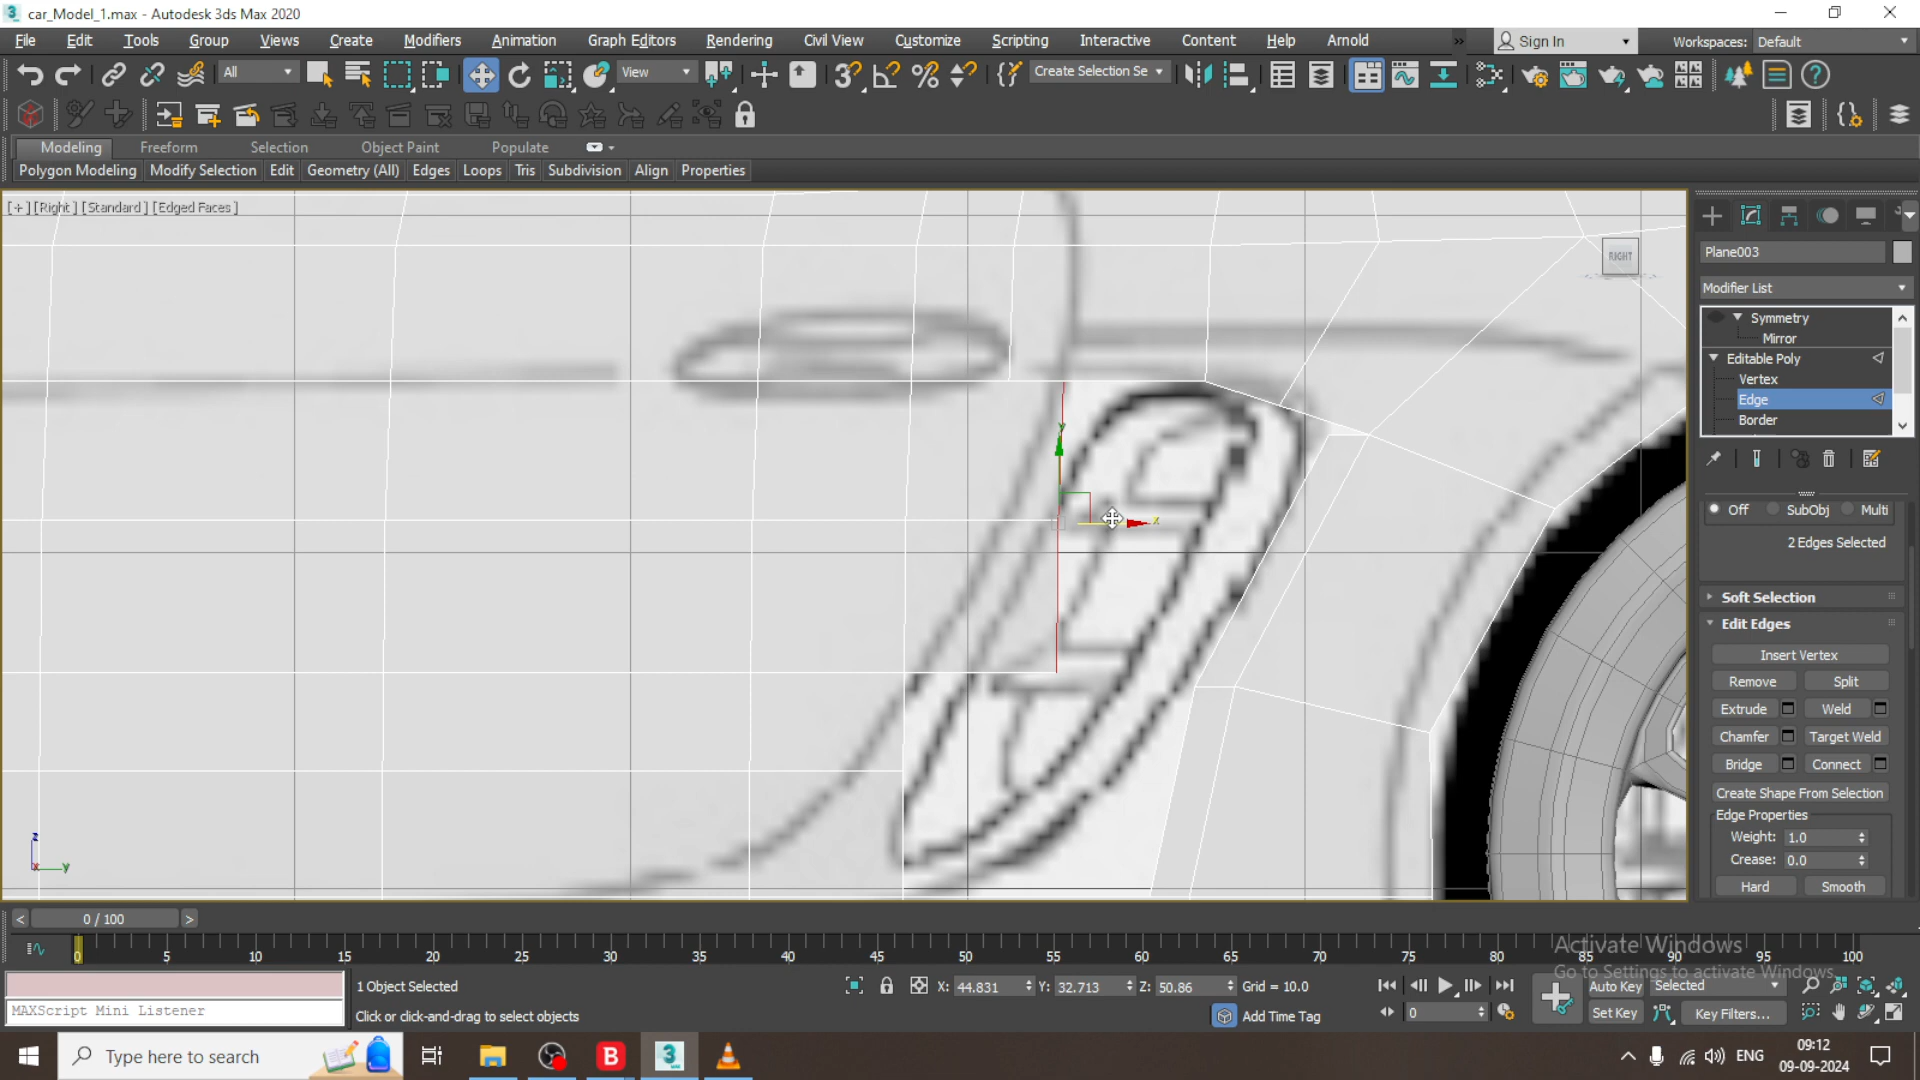 car_Model_1.max - Autodesk 3ds Max 2020
File Edit Tools Group Views Create Modifiers Animation Graph Editors Rendering Civil View Customize Scripting Interactive Content Help Arnold
Sign In
Workspaces: Default
All
View
Create Selection Se
Modeling Freeform Selection Object Paint Populate
Polygon Modeling Modify Selection Edit Geometry (All) Edges Loops Tris Subdivision Align Properties
[+] [Right] [Standard] [Edged Faces]
RIGHT
Plane003
Modifier List
Symmetry
Mirror
Editable Poly
Vertex
Edge
Border
Off SubObj Multi
2 Edges Selected
Soft Selection
Edit Edges
Insert Vertex
Remove Split
Extrude Weld
Chamfer Target Weld
Bridge Connect
Create Shape From Selection
Edge Properties
Weight: 1.0
Crease: 0.0
Hard Smooth
y
x
z
x y
< 0 / 100 >
0 5 10 15 20 25 30 35 40 45 50 55 60 65 70 75 80 85 90 95 100
Activate Windows
Go to Settings to activate Windows.
1 Object Selected
X: 44.831 Y: 32.713 Z: 50.86 Grid = 10.0
Auto Key Selected
MAXScript Mini Listener
Click or click-and-drag to select objects
Add Time Tag
0
Set Key Key Filters...
Type here to search
B
3
ENG
09:12
09-09-2024